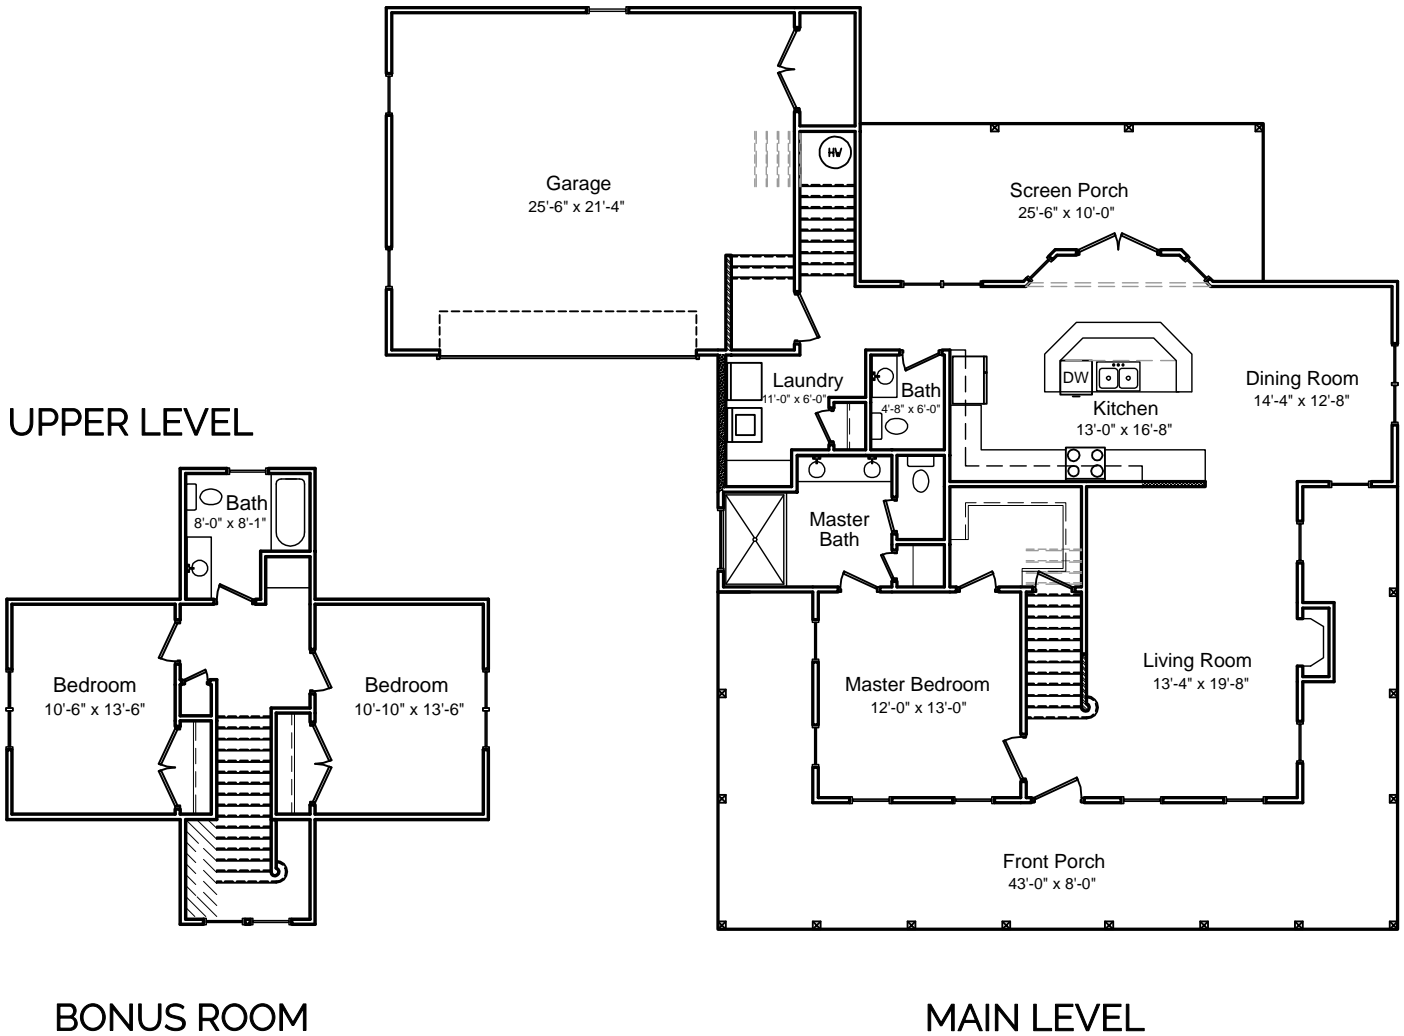 Garage
25'-6" x 21'-4"
HW
Screen Porch
25'-6" x 10'-0"
Laundry
11'-0" x 6'-0"
Bath
4'-8" x 6'-0"
DW
Kitchen
13'-0" x 16'-8"
Dining Room
14'-4" x 12'-8"
UPPER LEVEL
Bath
8'-0" x 8'-1"
Master
Bath
Bedroom
10'-6" x 13'-6"
Bedroom
10'-10" x 13'-6"
Master Bedroom
12'-0" x 13'-0"
Living Room
13'-4" x 19'-8"
Front Porch
43'-0" x 8'-0"
BONUS ROOM
MAIN LEVEL